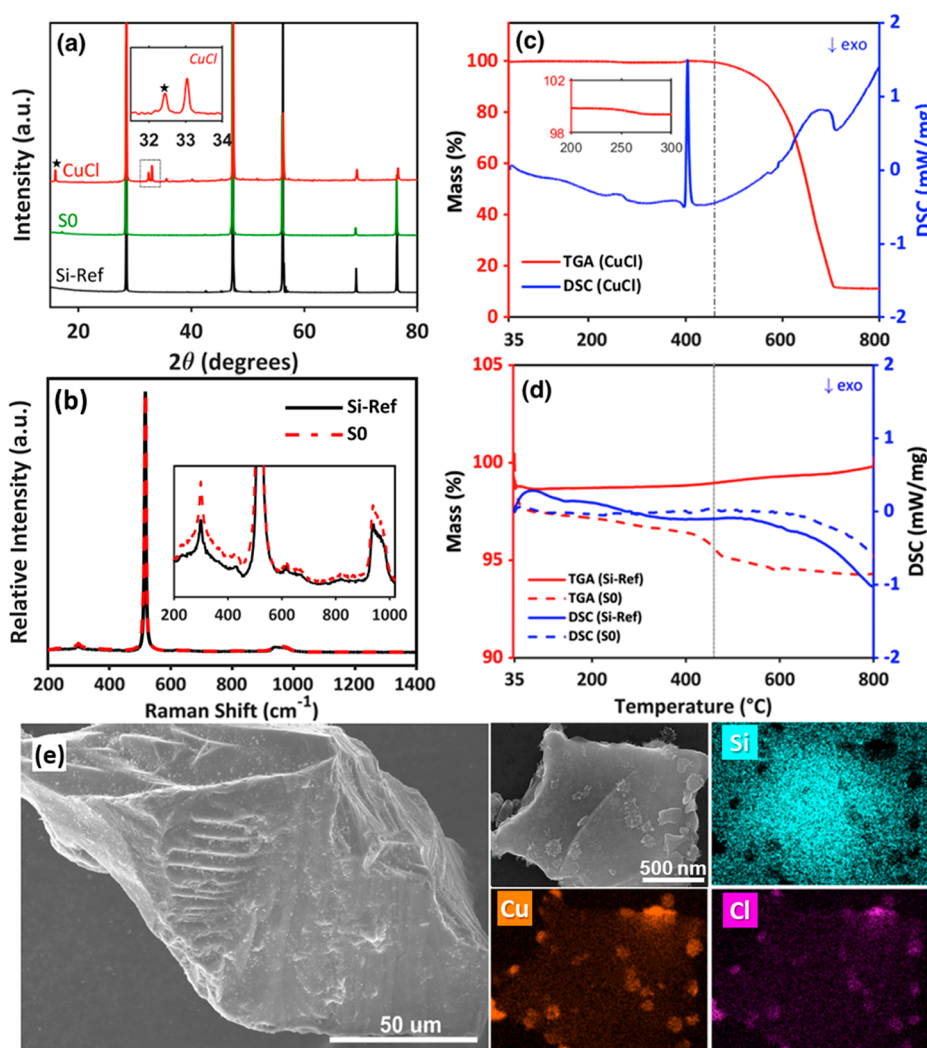 (a)
CuCl
★
32 33 34
★
CuCl
S0
Si-Ref
Intensity (a.u.)
20 40 60 80
2θ (degrees)
(b)
Si-Ref
S0
200 400 600 800 1000
Relative Intensity (a.u.)
200 400 600 800 1000 1200 1400
Raman Shift (cm⁻¹)
(c)
↓ exo
102
98
200 250 300
TGA (CuCl)
DSC (CuCl)
Mass (%)
100
80
60
40
20
10
0
35 200 400 600 800
2
1
0
-1
-2
DSC (mW/mg)
(d)
↓ exo
TGA (Si-Ref)
TGA (S0)
DSC (Si-Ref)
DSC (S0)
Mass (%)
105
100
95
90
35 200 400 600 800
Temperature (°C)
2
1
0
-1
-2
DSC (mW/mg)
(e)
50 um
500 nm
Si
Cu
Cl